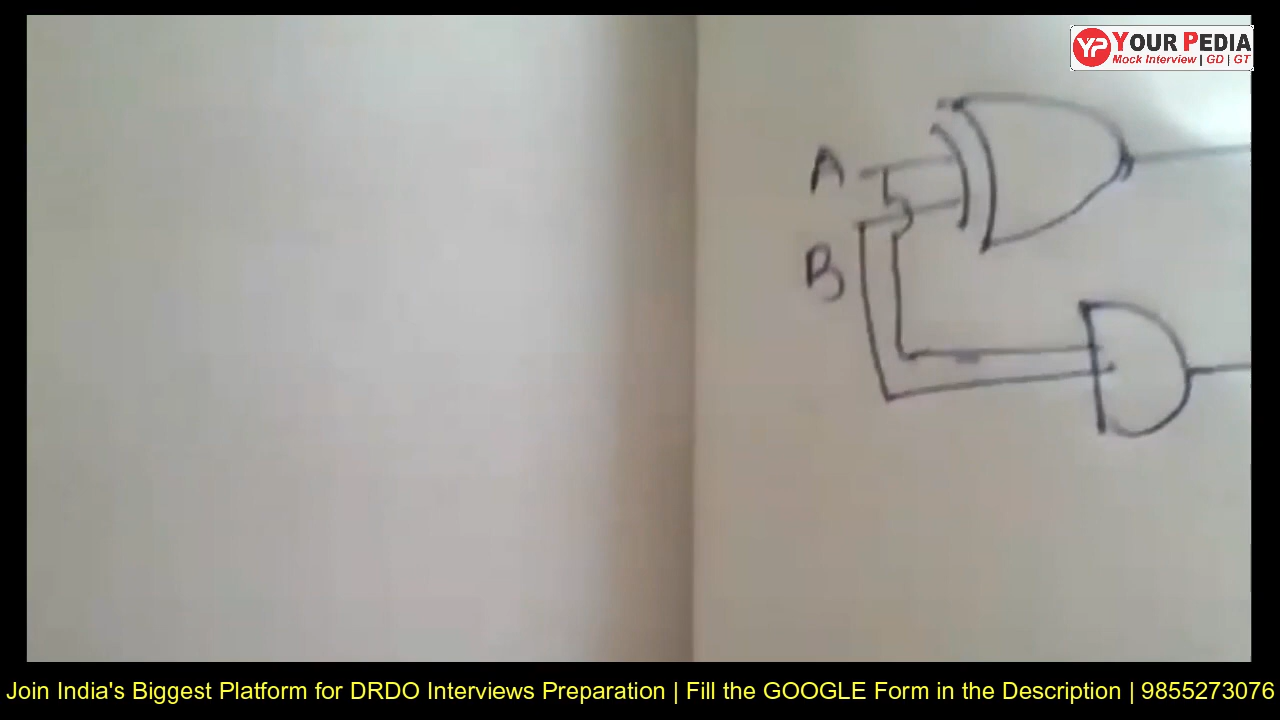 YP YOUR PEDIA
Mock Interview | GD | GT
A
B
Join India's Biggest Platform for DRDO Interviews Preparation | Fill the GOOGLE Form in the Description | 9855273076